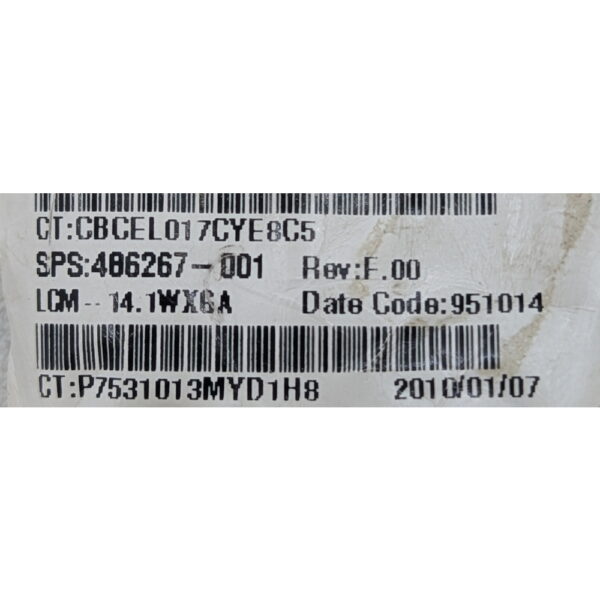 CT:CBCEL017CYE8C5
SPS:486267-001 Rev:F.00
LCM--14.1WXGA Date Code:951014
CT:P7531013MYD1H8 2010/01/07